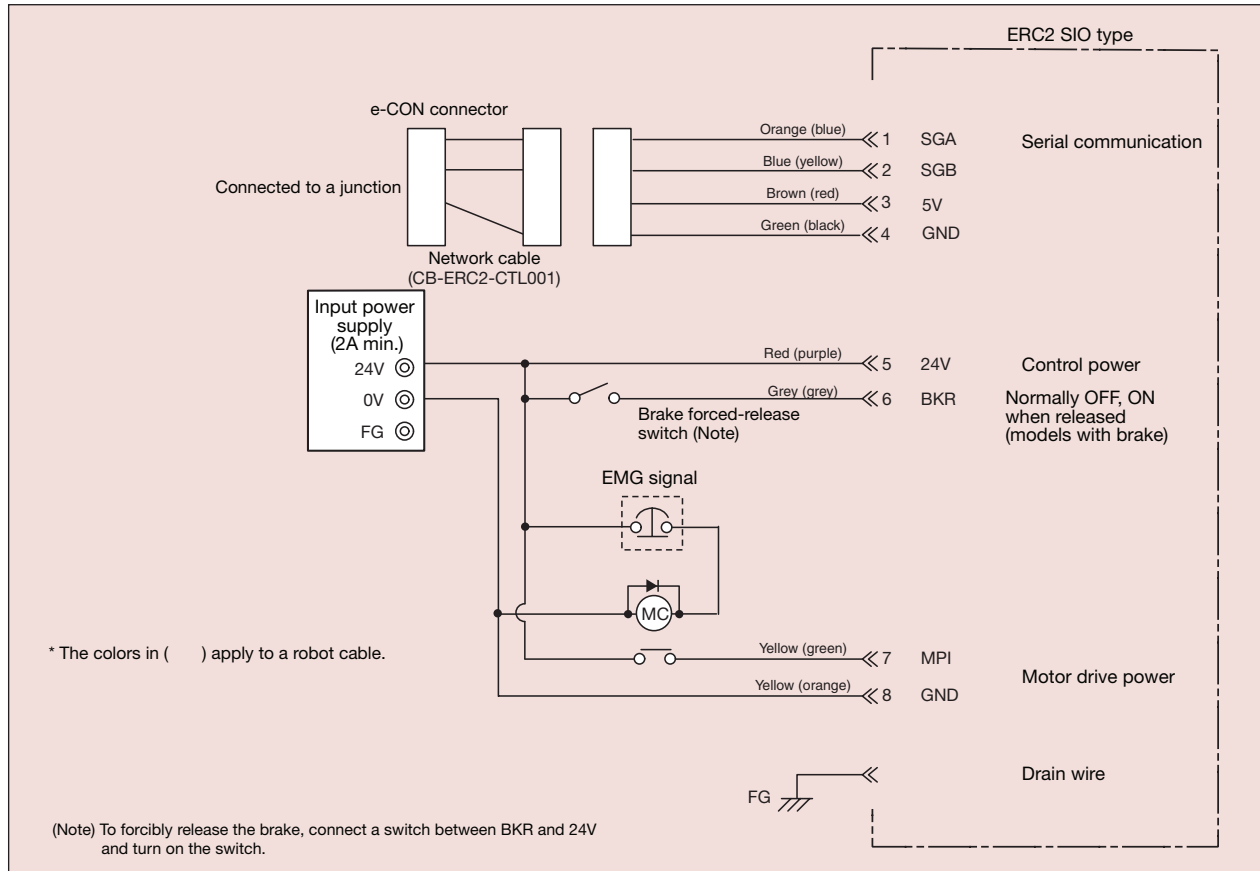 ERC2 SIO type
e-CON connector
Orange (blue)
1
SGA
Serial communication
Blue (yellow)
2
SGB
Connected to a junction
Brown (red)
3
5V
Green (black)
4
GND
Network cable
(CB-ERC2-CTL001)
Input power
supply
(2A min.)
24V
0V
FG
Red (purple)
5
24V
Control power
Grey (grey)
6
BKR
Normally OFF, ON
when released
(models with brake)
Brake forced-release
switch (Note)
EMG signal
MC
* The colors in ( ) apply to a robot cable.
Yellow (green)
7
MPI
Motor drive power
Yellow (orange)
8
GND
Drain wire
FG
(Note) To forcibly release the brake, connect a switch between BKR and 24V
and turn on the switch.